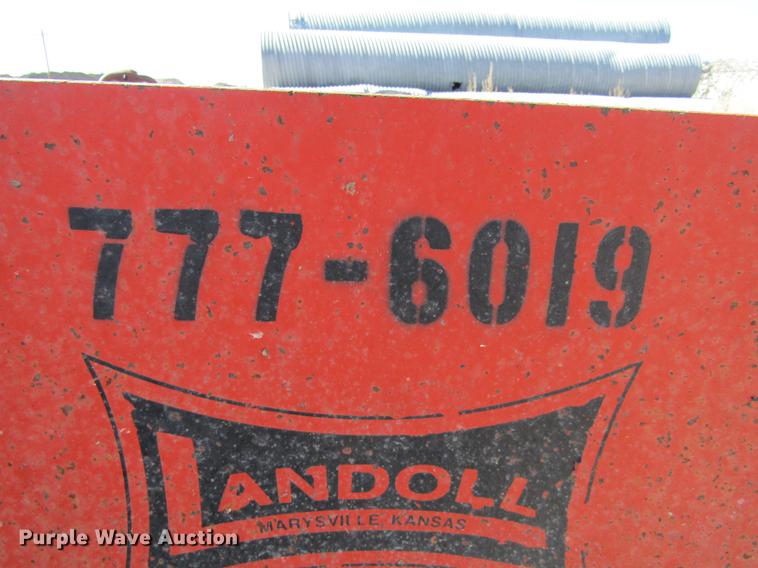 777-6019
LANDOLL
MARYSVILLE, KANSAS
Purple Wave Auction